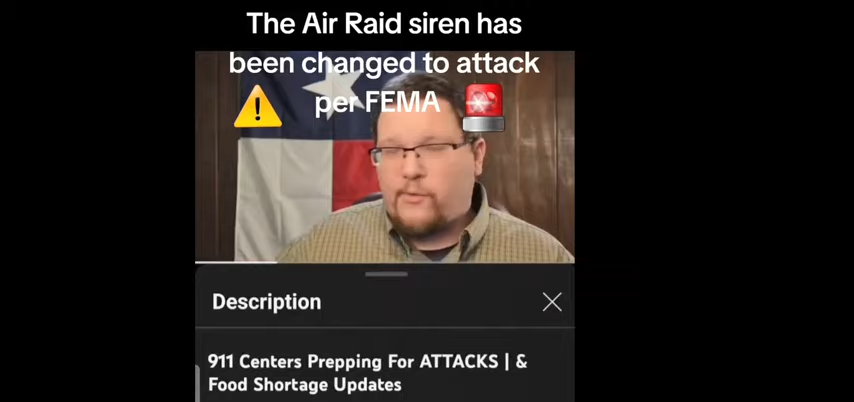 The Air Raid siren has
been changed to attack
per FEMA
Description
911 Centers Prepping For ATTACKS | &
Food Shortage Updates